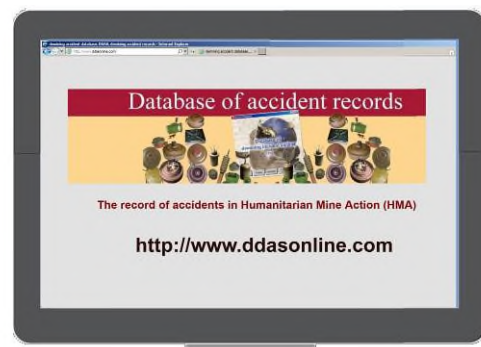 Database of accident records
The record of accidents in Humanitarian Mine Action (HMA)
http://www.ddasonline.com